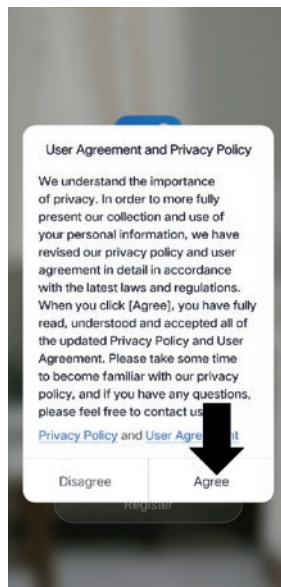 User Agreement and Privacy Policy
We understand the importance
of privacy. In order to more fully
present our collection and use of
your personal information, we have
revised our privacy policy and user
agreement in detail in accordance
with the latest laws and regulations.
When you click [Agree], you have fully
read, understood and accepted all of
the updated Privacy Policy and User
Agreement. Please take some time
to become familiar with our privacy
policy, and if you have any questions,
please feel free to contact us
Privacy Policy and User Agreement
Disagree Agree
Register